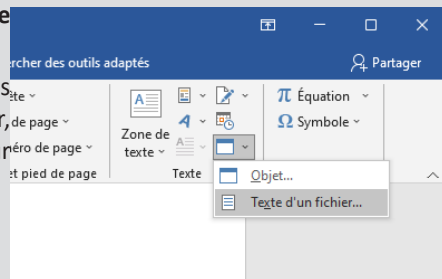 e
rcher des outils adaptés
Partager
s
ête
Équation
r,
de page
Zone de
texte
Symbole
éro de page
et pied de page
Texte
Objet...
Texte d'un fichier...